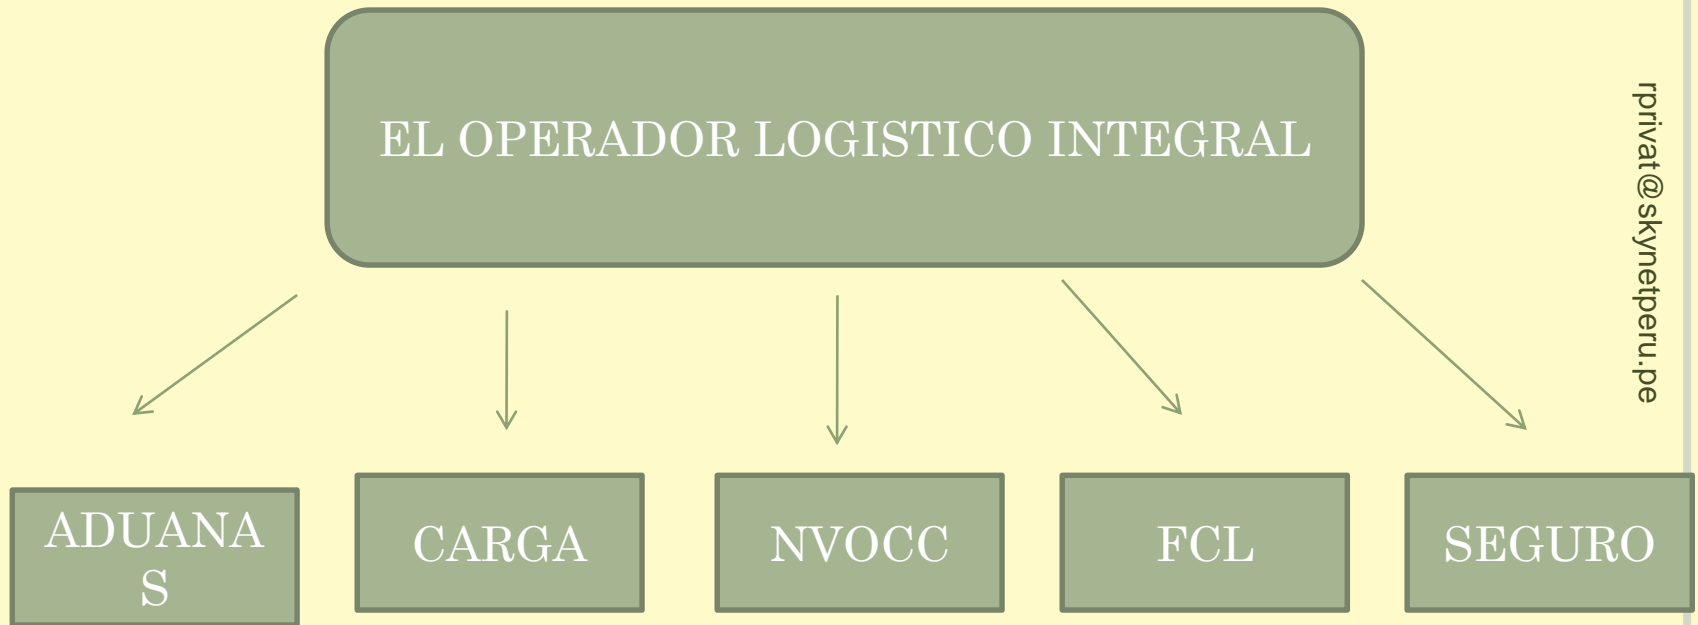 EL OPERADOR LOGISTICO INTEGRAL
rprivat@skynetperu.pe
ADUANA
S
CARGA
NVOCC
FCL
SEGURO